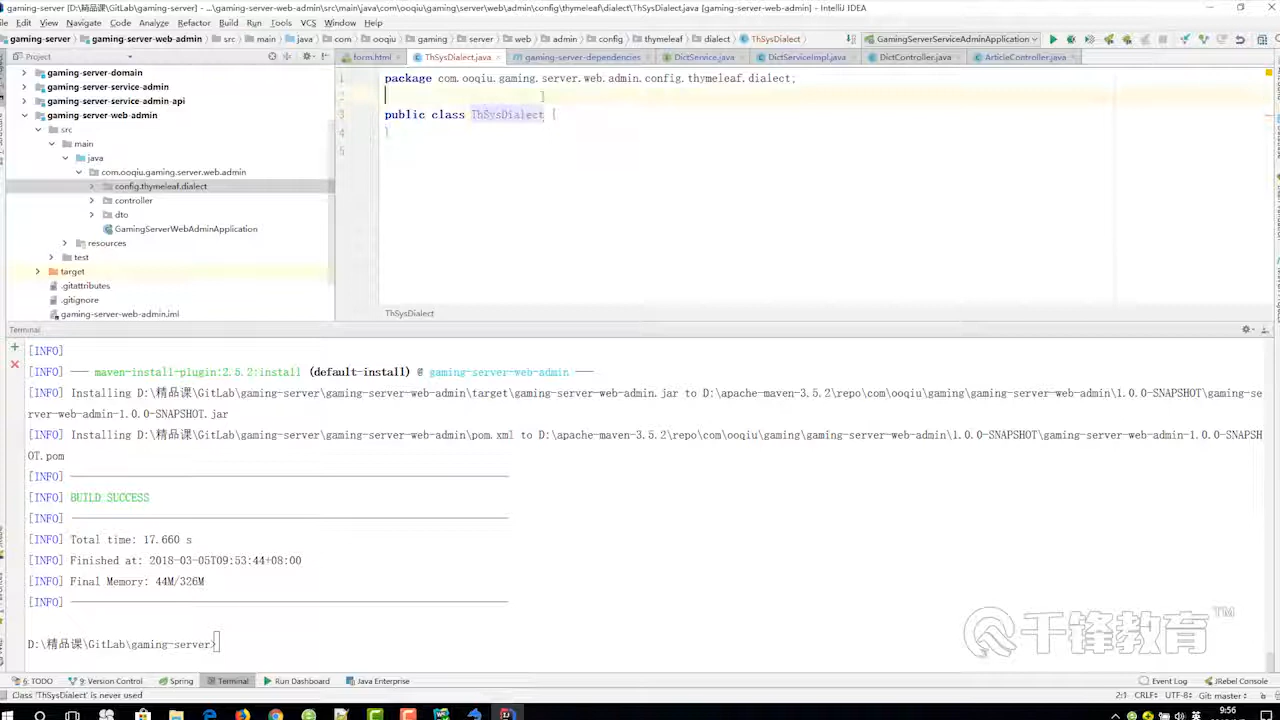 gaming-server [D:\精品课\GitLab\gaming-server] - ...\gaming-server-web-admin\src\main\java\com\ooqiu\gaming\server\web\admin\config\thymeleaf\dialect\ThSysDialect.java [gaming-server-web-admin] - IntelliJ IDEA
File Edit View Navigate Code Analyze Refactor Build Run Tools VCS Window Help
gaming-server gaming-server-web-admin src main java com ooqiu gaming server web admin config thymeleaf dialect ThSysDialect GamingServerServiceAdminApplication
Project form.html ThSysDialect.java gaming-server-dependencies DictService.java DictServiceImpl.java DictController.java ArticleController.java
gaming-server-domain
gaming-server-service-admin
gaming-server-service-admin-api
gaming-server-web-admin
src
main
java
com.ooqiu.gaming.server.web.admin
config.thymeleaf.dialect
controller
dto
GamingServerWebAdminApplication
resources
test
target
.gitattributes
.gitignore
gaming-server-web-admin.iml
1 package com.ooqiu.gaming.server.web.admin.config.thymeleaf.dialect;
2
3 public class ThSysDialect {
4 }
5
ThSysDialect
Terminal
[INFO]
[INFO] --- maven-install-plugin:2.5.2:install (default-install) @ gaming-server-web-admin ---
[INFO] Installing D:\精品课\GitLab\gaming-server\gaming-server-web-admin\target\gaming-server-web-admin.jar to D:\apache-maven-3.5.2\repo\com\ooqiu\gaming\gaming-server-web-admin\1.0.0-SNAPSHOT\gaming-se
rver-web-admin-1.0.0-SNAPSHOT.jar
[INFO] Installing D:\精品课\GitLab\gaming-server\gaming-server-web-admin\pom.xml to D:\apache-maven-3.5.2\repo\com\ooqiu\gaming\gaming-server-web-admin\1.0.0-SNAPSHOT\gaming-server-web-admin-1.0.0-SNAPSH
OT.pom
[INFO] ------------------------------------------------------------------------
[INFO] BUILD SUCCESS
[INFO] ------------------------------------------------------------------------
[INFO] Total time: 17.660 s
[INFO] Finished at: 2018-03-05T09:53:44+08:00
[INFO] Final Memory: 44M/326M
[INFO] ------------------------------------------------------------------------
千锋教育 TM
D:\精品课\GitLab\gaming-server>
6: TODO 9: Version Control Spring Terminal Run Dashboard Java Enterprise Event Log JRebel Console
Class 'ThSysDialect' is never used 2:1 CRLF: UTF-8: Git: master:
英 9:56